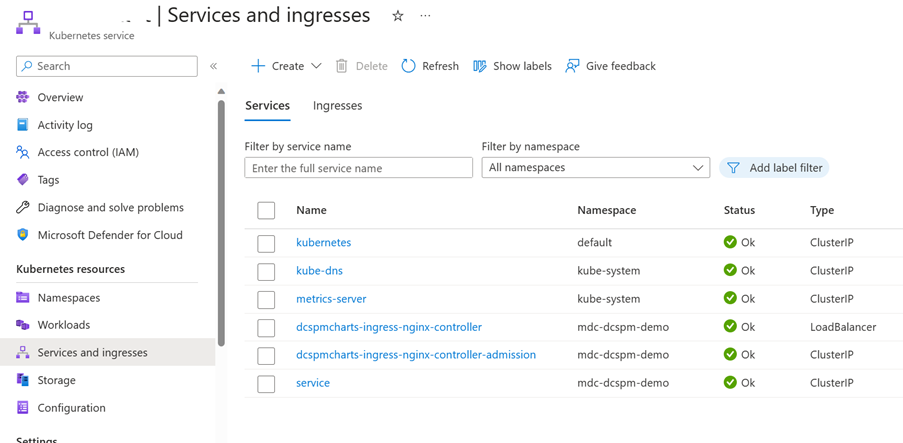 | Services and ingresses
Kubernetes service
Search
Overview
Activity log
Access control (IAM)
Tags
Diagnose and solve problems
Microsoft Defender for Cloud
Kubernetes resources
Namespaces
Workloads
Services and ingresses
Storage
Configuration
Settings
Create Delete Refresh Show labels Give feedback
Services Ingresses
Filter by service name Filter by namespace
Enter the full service name All namespaces Add label filter
Name Namespace Status Type
kubernetes default Ok ClusterIP
kube-dns kube-system Ok ClusterIP
metrics-server kube-system Ok ClusterIP
dcspmcharts-ingress-nginx-controller mdc-dcspm-demo Ok LoadBalancer
dcspmcharts-ingress-nginx-controller-admission mdc-dcspm-demo Ok ClusterIP
service mdc-dcspm-demo Ok ClusterIP